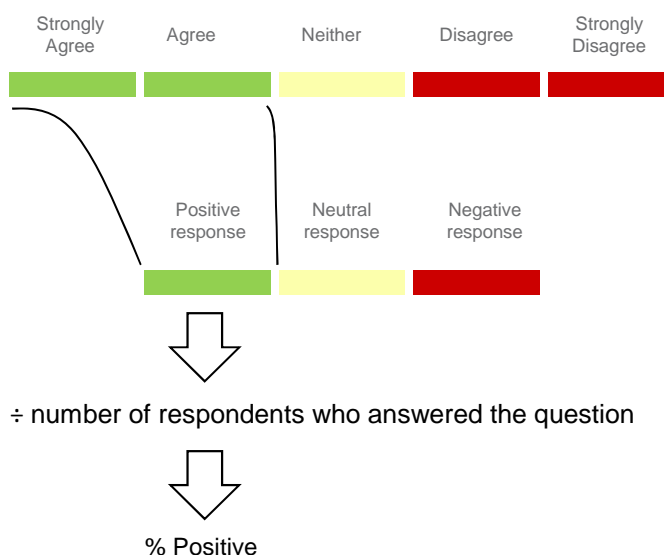 Strongly
Agree
Agree
Neither
Disagree
Strongly
Disagree
Positive
response
Neutral
response
Negative
response
÷ number of respondents who answered the question
% Positive